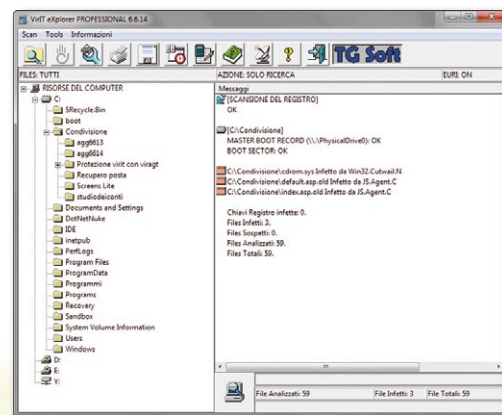 VirIT eXplorer PROFESSIONAL 6.6.14
Scan Tools Informazioni
TG Soft
FILES: TUTTI
AZIONE: SOLO RICERCA
EURI: ON
RISORSE DEL COMPUTER
C:
$Recycle.Bin
boot
Condivisione
agg6613
agg6614
Protezione virit con viragt
Recupero posta
Screens Lite
studiodeiconti
Documents and Settings
DotNetNuke
IDE
inetpub
PerfLogs
Program Files
ProgramData
Programmi
Programs
Recovery
Sandbox
System Volume Information
Users
Windows
D:
E:
Y:
Messaggi
[SCANSIONE DEL REGISTRO]
OK
[C:\Condivisione]
MASTER BOOT RECORD (\\.\PhysicalDrive0): OK
BOOT SECTOR: OK
C:\Condivisione\cdrom.sys Infetto da Win32.Cutwail.N
C:\Condivisione\default.asp.old Infetto da JS.Agent.C
C:\Condivisione\index.asp.old Infetto da JS.Agent.C
Chiavi Registro infette: 0.
Files Infetti: 3.
Files Sospetti: 0.
Files Analizzati: 59.
Files Totali: 59.
File Analizzati: 59
File Infetti: 3
File Totali: 59